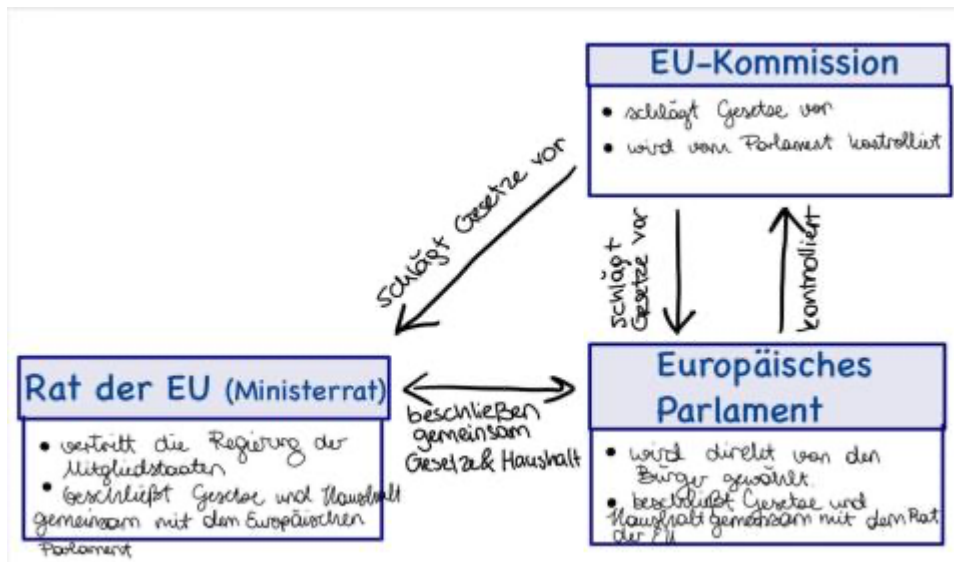 EU-Kommission
• schlägt Gesetze vor
• wird vom Parlament kontrolliert
schlägt Gesetze vor
schlägt
Gesetze vor
kontrolliert
Rat der EU (Ministerrat)
• vertritt die Regierung der
Mitgliedstaaten
• beschließt Gesetze und Haushalt
gemeinsam mit den Europäischen
Parlament
beschließen
gemeinsam
Gesetze & Haushalt
Europäisches
Parlament
• wird direkt von den
Bürger gewählt.
• beschließt Gesetze und
Haushalt gemeinsam mit dem Rat
der EU